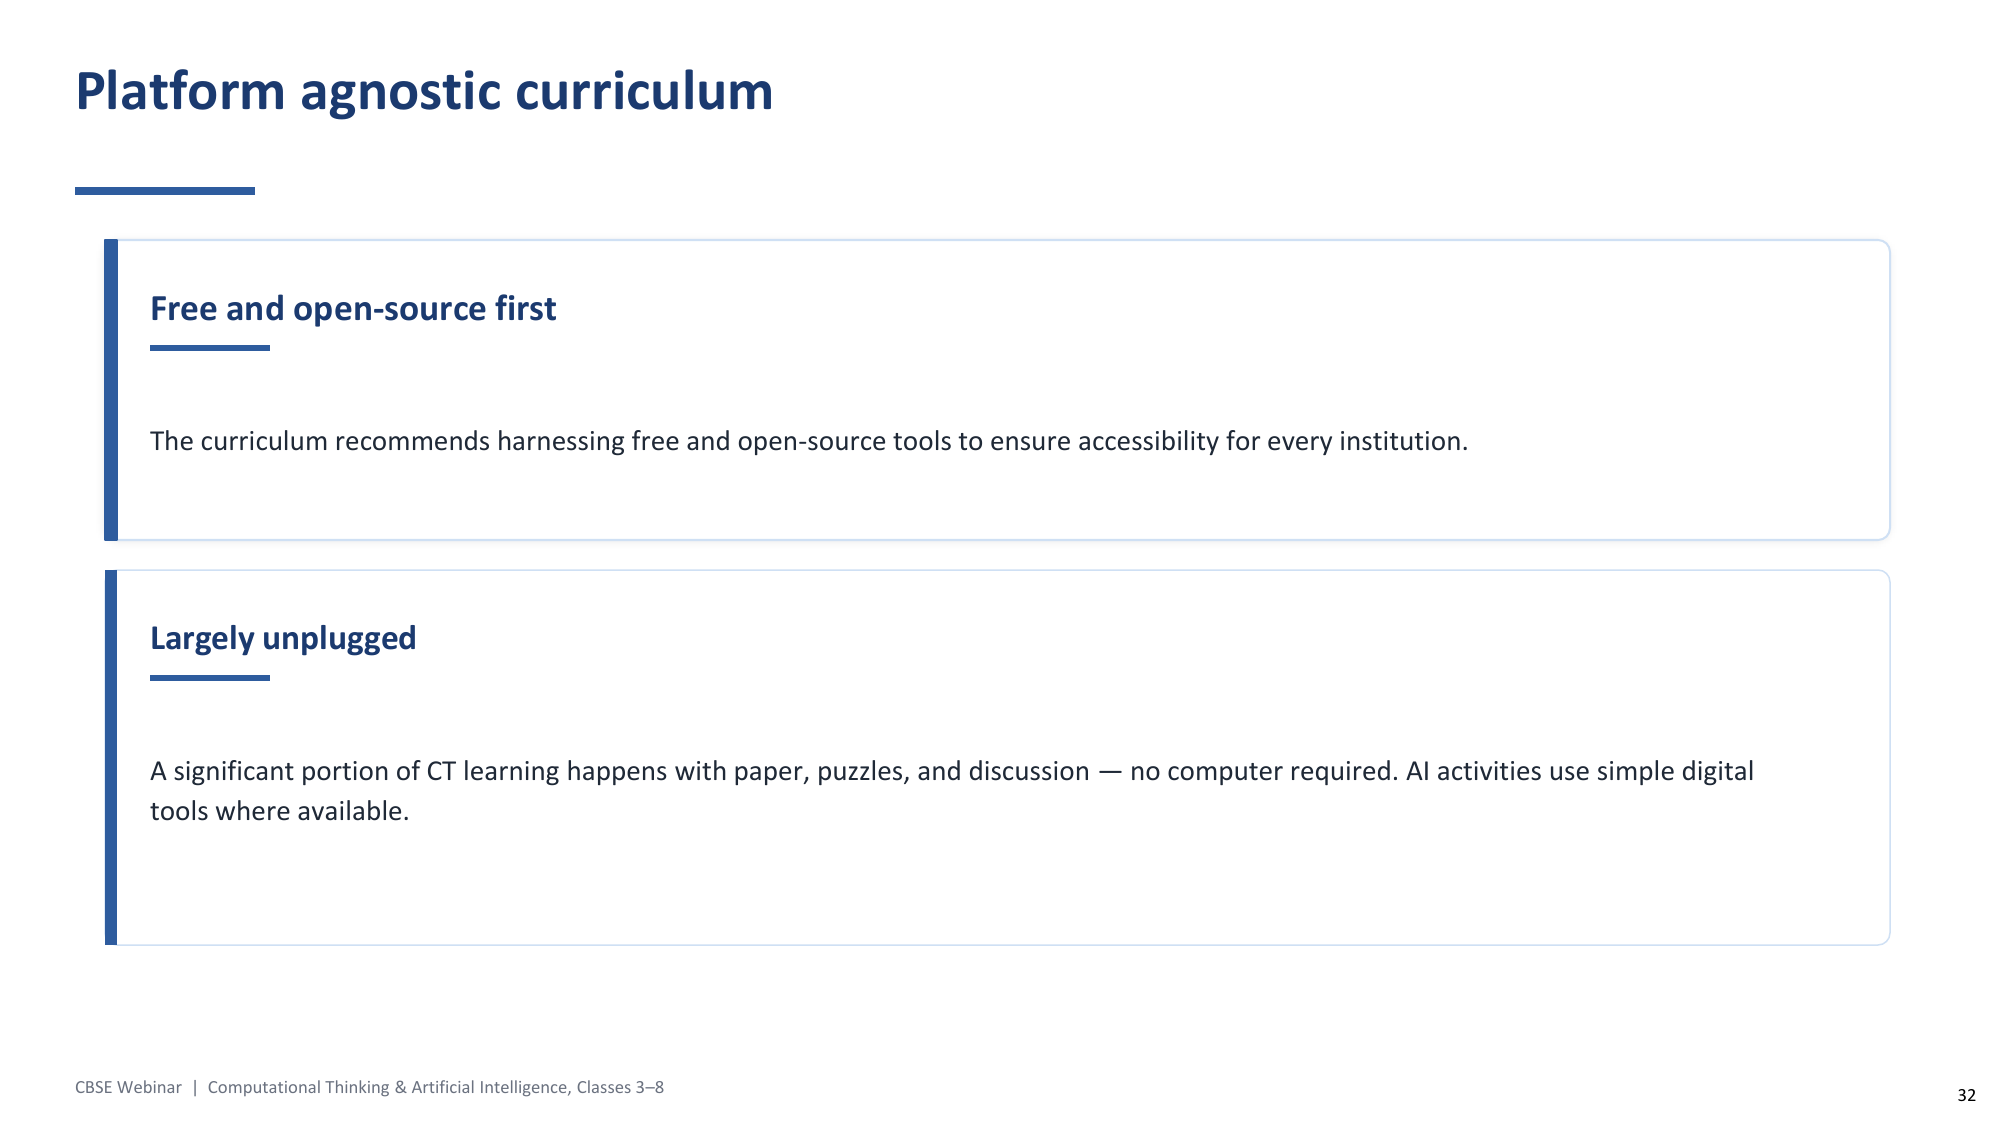 Platform agnostic curriculum
Free and open-source first
The curriculum recommends harnessing free and open-source tools to ensure accessibility for every institution.
Largely unplugged
A significant portion of CT learning happens with paper, puzzles, and discussion — no computer required. AI activities use simple digital
tools where available.
CBSE Webinar | Computational Thinking & Artificial Intelligence, Classes 3–8
32